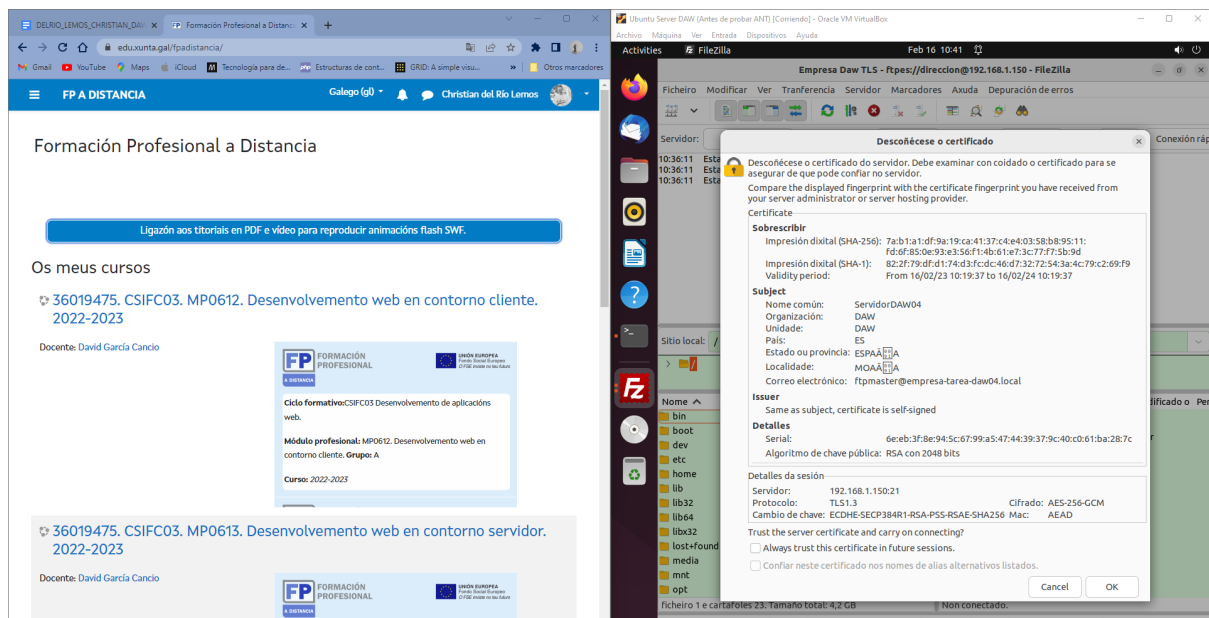 DELRIO_LEMOS_CHRISTIAN_DAW
Formación Profesional a Distanc
edu.xunta.gal/fpadistancia/
Gmail YouTube Maps iCloud Tecnología para de... Estructuras de cont... GRID: A simple visu... » Otros marcadores
FP A DISTANCIA
Galego (gl)
Christian del Río Lemos
Formación Profesional a Distancia
Ligazón aos titoriais en PDF e vídeo para reproducir animacións flash SWF.
Os meus cursos
36019475. CSIFC03. MP0612. Desenvolvemento web en contorno cliente.
2022-2023
Docente: David García Cancio
FP FORMACIÓN
PROFESIONAL
A DISTANCIA
UNIÓN EUROPEA
Fondo Social Europeo
O FSE inviste no teu futuro
Ciclo formativo:CSIFC03 Desenvolvemento de aplicacións
web.
Módulo profesional: MP0612. Desenvolvemento web en
contorno cliente. Grupo: A
Curso: 2022-2023
36019475. CSIFC03. MP0613. Desenvolvemento web en contorno servidor.
2022-2023
Docente: David García Cancio
FP FORMACIÓN
PROFESIONAL
A DISTANCIA
UNIÓN EUROPEA
Fondo Social Europeo
O FSE inviste no teu futuro
Ubuntu Server DAW (Antes de probar ANT) [Corriendo] - Oracle VM VirtualBox
Archivo Máquina Ver Entrada Dispositivos Ayuda
Activities FileZilla Feb 16 10:41
Empresa Daw TLS - ftpes://direccion@192.168.1.150 - FileZilla
Ficheiro Modificar Ver Tranferencia Servidor Marcadores Axuda Depuración de erros
Servidor:
Conexión ráp
10:36:11 Esta
10:36:11 Esta
10:36:11 Esta
Descoñécese o certificado
Descoñécese o certificado do servidor. Debe examinar con coidado o certificado para se
asegurar de que pode confiar no servidor.
Compare the displayed fingerprint with the certificate fingerprint you have received from
your server administrator or server hosting provider.
Certificate
Sobrescribir
Impresión dixital (SHA-256): 7a:b1:a1:df:9a:19:ca:41:37:c4:e4:03:58:b8:95:11:
fd:6f:85:0e:93:e3:56:f1:4b:61:e7:3c:77:f7:5b:9d
Impresión dixital (SHA-1): 82:2f:79:df:d1:74:d3:fc:dc:46:d7:32:72:54:3a:4c:79:c2:69:f9
Validity period: From 16/02/23 10:19:37 to 16/02/24 10:19:37
Subject
Nome común: ServidorDAW04
Organización: DAW
Unidade: DAW
País: ES
Estado ou provincia: ESPAÃA
Localidade: MOAÃA
Correo electrónico: ftpmaster@empresa-tarea-daw04.local
Issuer
Same as subject, certificate is self-signed
Detalles
Serial: 6e:eb:3f:8e:94:5c:67:99:a5:47:44:39:37:9c:40:c0:61:ba:28:7c
Algoritmo de chave pública: RSA con 2048 bits
Detalles da sesión
Servidor: 192.168.1.150:21
Protocolo: TLS1.3 Cifrado: AES-256-GCM
Cambio de chave: ECDHE-SECP384R1-RSA-PSS-RSAE-SHA256 Mac: AEAD
Trust the server certificate and carry on connecting?
Always trust this certificate in future sessions.
Confiar neste certificado nos nomes de alias alternativos listados.
Cancel OK
Sitio local: /
/
Nome
ificado o Per
bin
boot
dev
etc
home
lib
lib32
lib64
libx32
lost+found
media
mnt
opt
ficheiro 1 e cartafoles 23. Tamaño total: 4,2 GB
Non conectado.